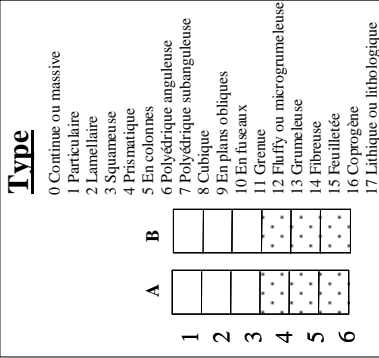 Type
0 Continue ou massive
1 Particulaire
2 Lamellaire
3 Squameuse
4 Prismatique
5 En colonnes
6 Polyédrique anguleuse
7 Polyédrique subanguleuse
8 Cubique
9 En plans obliques
10 En fuseaux
11 Grenue
12 Fluffy ou microgrumeleuse
13 Grumeleuse
14 Fibreuse
15 Feuilletée
16 Coprogène
17 Lithique ou lithologique
A B
1
2
3
4
5
6